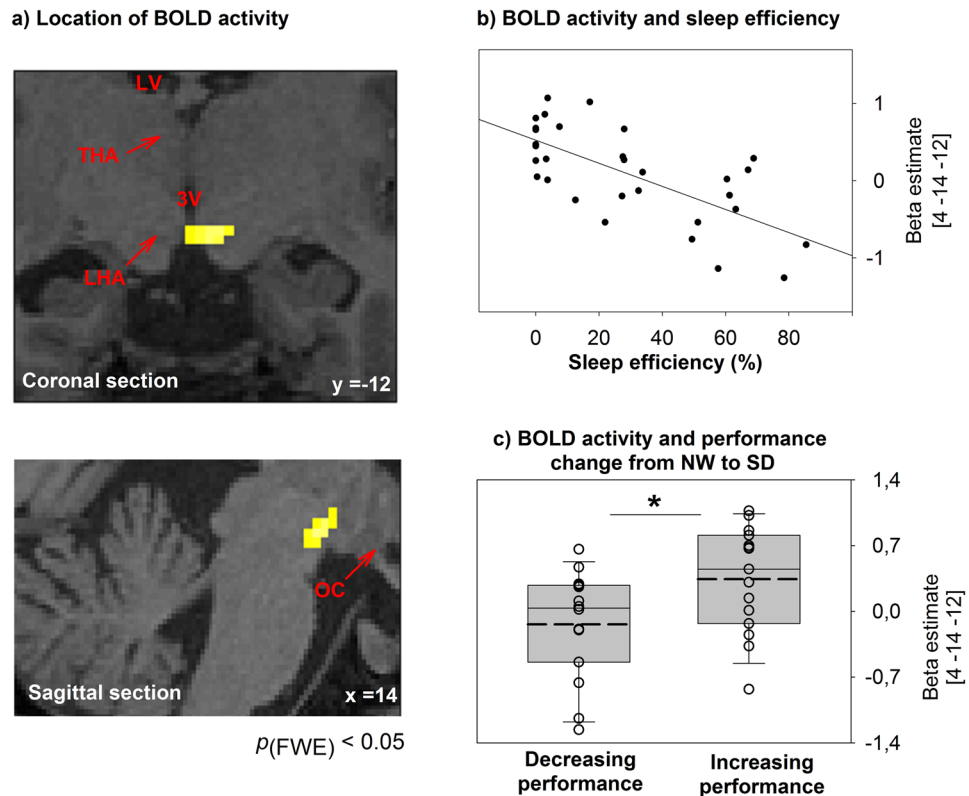 a) Location of BOLD activity
LV
THA
3V
LHA
Coronal section
y =-12
OC
Sagittal section
x =14
p(FWE) < 0.05
b) BOLD activity and sleep efficiency
1
0
-1
Beta estimate
[4 -14 -12]
0 20 40 60 80
Sleep efficiency (%)
c) BOLD activity and performance
change from NW to SD
*
1,4
0,7
0,0
-0,7
-1,4
Beta estimate
[4 -14 -12]
Decreasing
performance
Increasing
performance